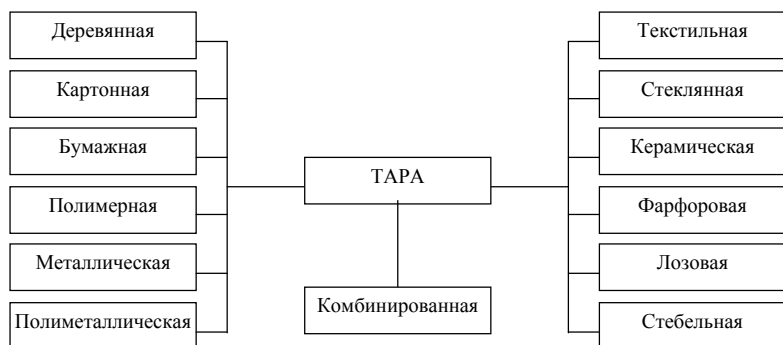 Деревянная
Картонная
Бумажная
Полимерная
Металлическая
Полиметаллическая
ТАРА
Комбинированная
Текстильная
Стеклянная
Керамическая
Фарфоровая
Лозовая
Стебельная